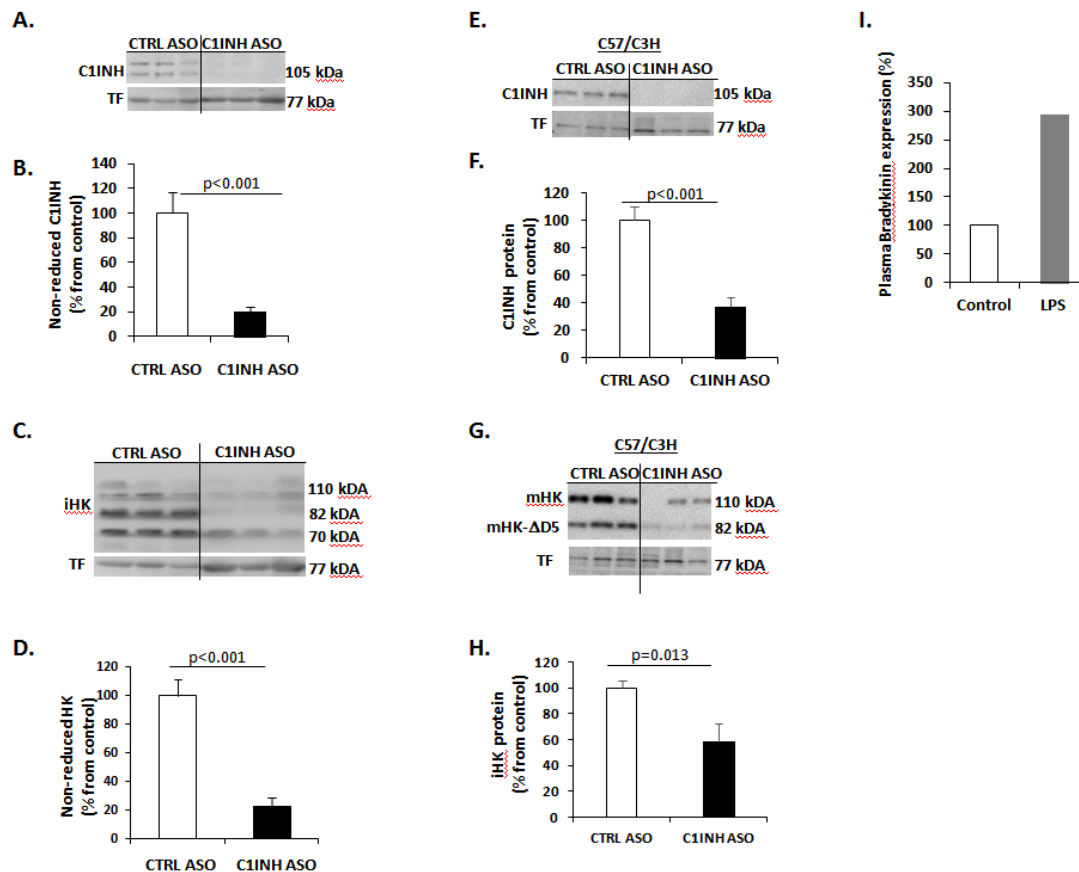 A.
CTRL ASO C1INH ASO
C1INH 105 kDa
TF 77 kDa
B.
Non-reduced C1INH
(% from control)
140
120
100
80
60
40
20
0
p<0.001
CTRL ASO C1INH ASO
C.
CTRL ASO C1INH ASO
110 kDA
iHK
82 kDA
70 kDA
TF 77 kDA
D.
Non-reduced HK
(% from control)
120
100
80
60
40
20
0
p<0.001
CTRL ASO C1INH ASO
E.
C57/C3H
CTRL ASO C1INH ASO
C1INH 105 kDa
TF 77 kDa
F.
C1INH protein
(% from control)
120
100
80
60
40
20
0
p<0.001
CTRL ASO C1INH ASO
G.
C57/C3H
CTRL ASO C1INH ASO
mHK 110 kDA
mHK-ΔD5 82 kDA
TF 77 kDA
H.
iHK protein
(% from control)
120
100
80
60
40
20
0
p=0.013
CTRL ASO C1INH ASO
I.
Plasma Bradykinin expression (%)
350
300
250
200
150
100
50
0
Control LPS